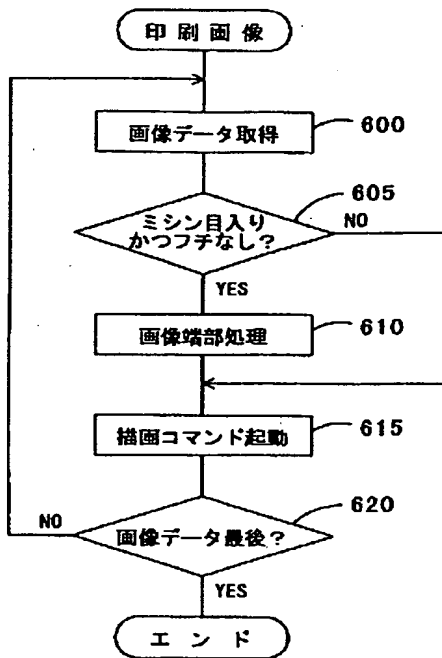 印刷画像
画像データ取得
600
605
ミシン目入り
かつフチなし?
NO
YES
画像端部処理
610
描画コマンド起動
615
620
NO
画像データ最後?
YES
エンド